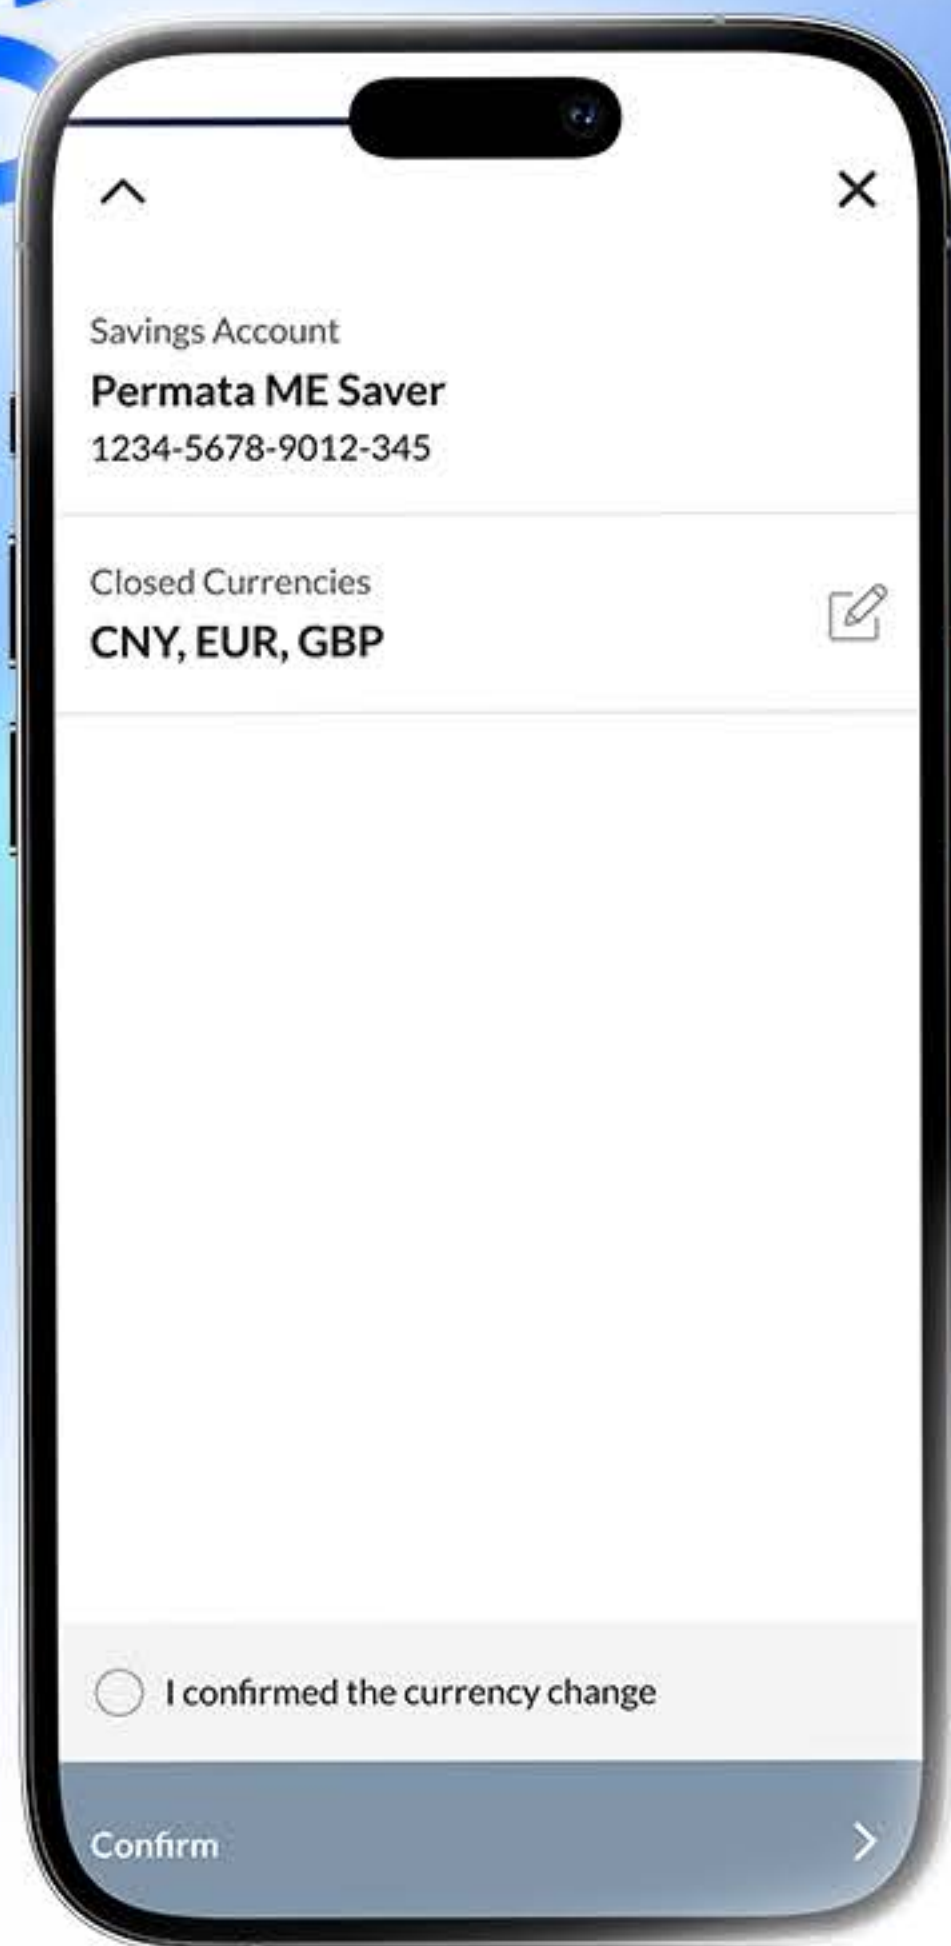 Savings Account
Permata ME Saver
1234-5678-9012-345
Closed Currencies
CNY, EUR, GBP
I confirmed the currency change
Confirm